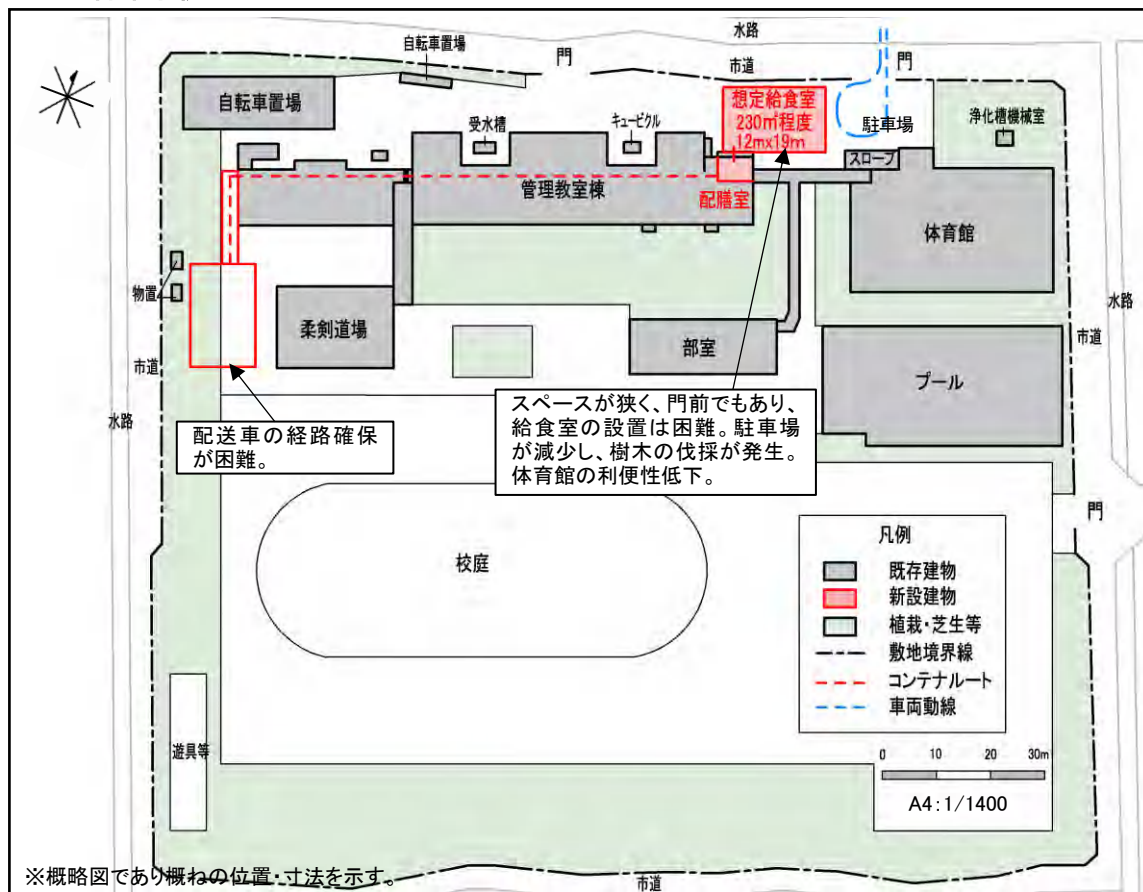 水路
自転車置場
門
市道
門
自転車置場
想定給食室
230㎡程度
12mx19m
受水槽
キュービクル
駐車場
浄化槽機械室
スロープ
管理教室棟
配膳室
体育館
物置
柔剣道場
水路
市道
部室
市道
プール
水路
配送車の経路確保
が困難。
スペースが狭く、門前でもあり、
給食室の設置は困難。駐車場
が減少し、樹木の伐採が発生。
体育館の利便性低下。
門
校庭
凡例
既存建物
新設建物
植栽・芝生等
敷地境界線
コンテナルート
車両動線
遊具等
0 10 20 30m
A4:1/1400
※概略図であり概ねの位置・寸法を示す。
市道